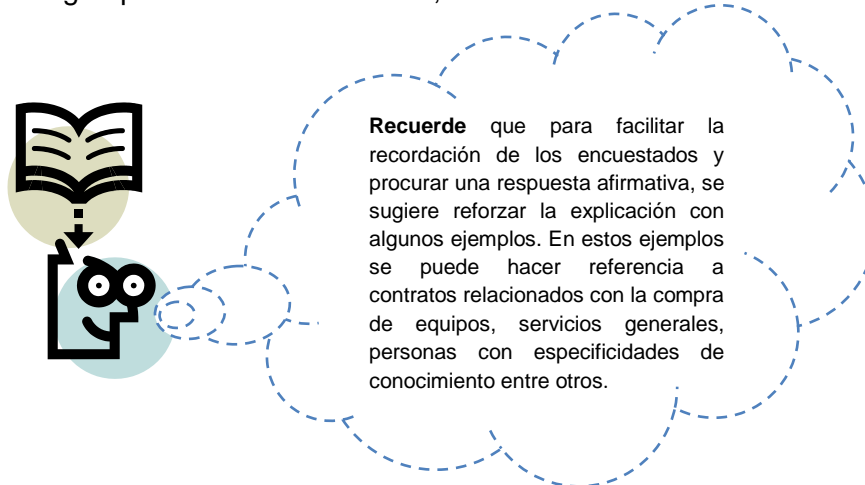 Recuerde que para facilitar la
recordación de los encuestados y
procurar una respuesta afirmativa, se
sugiere reforzar la explicación con
algunos ejemplos. En estos ejemplos
se puede hacer referencia a
contratos relacionados con la compra
de equipos, servicios generales,
personas con especificidades de
conocimiento entre otros.